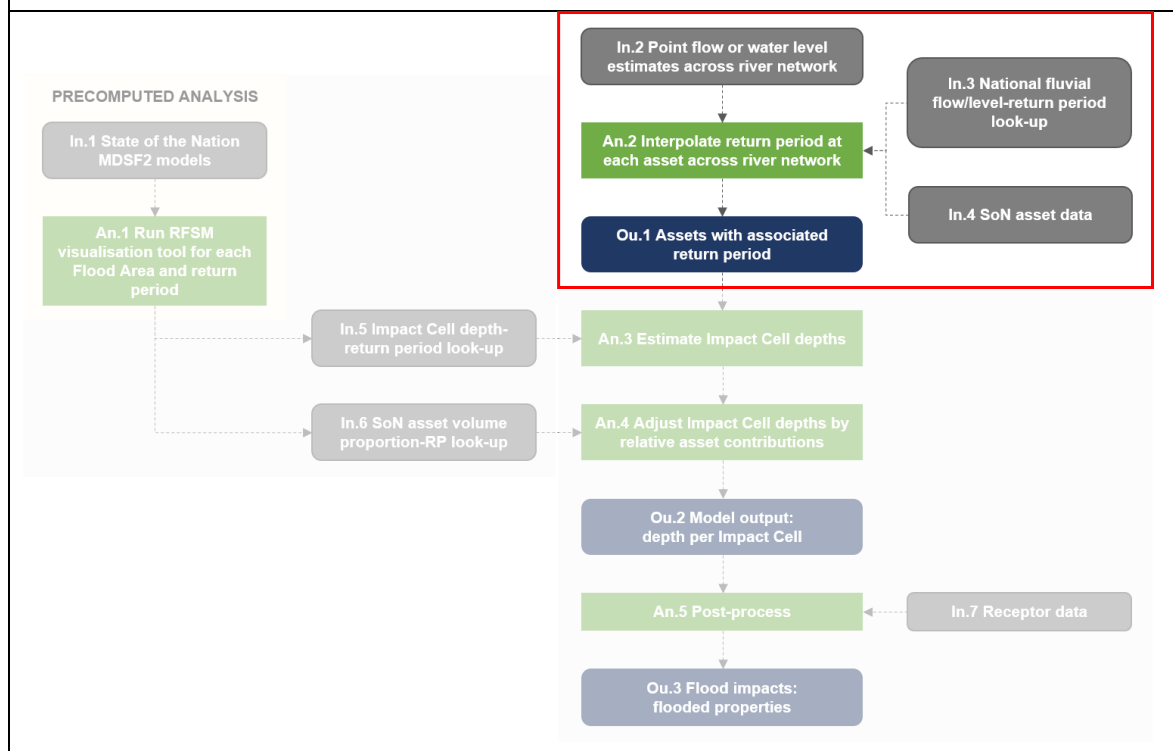 In.2 Point flow or water level
estimates across river network
In.3 National fluvial
flow/level-return period
look-up
PRECOMPUTED ANALYSIS
In.1 State of the Nation
MDSF2 models
An.2 Interpolate return period at
each asset across river network
In.4 SoN asset data
An.1 Run RFSM
visualisation tool for each
Flood Area and return
period
Ou.1 Assets with associated
return period
In.5 Impact Cell depth-
return period look-up
An.3 Estimate Impact Cell depths
In.6 SoN asset volume
proportion-RP look-up
An.4 Adjust Impact Cell depths by
relative asset contributions
Ou.2 Model output:
depth per Impact Cell
An.5 Post-process
In.7 Receptor data
Ou.3 Flood impacts:
flooded properties